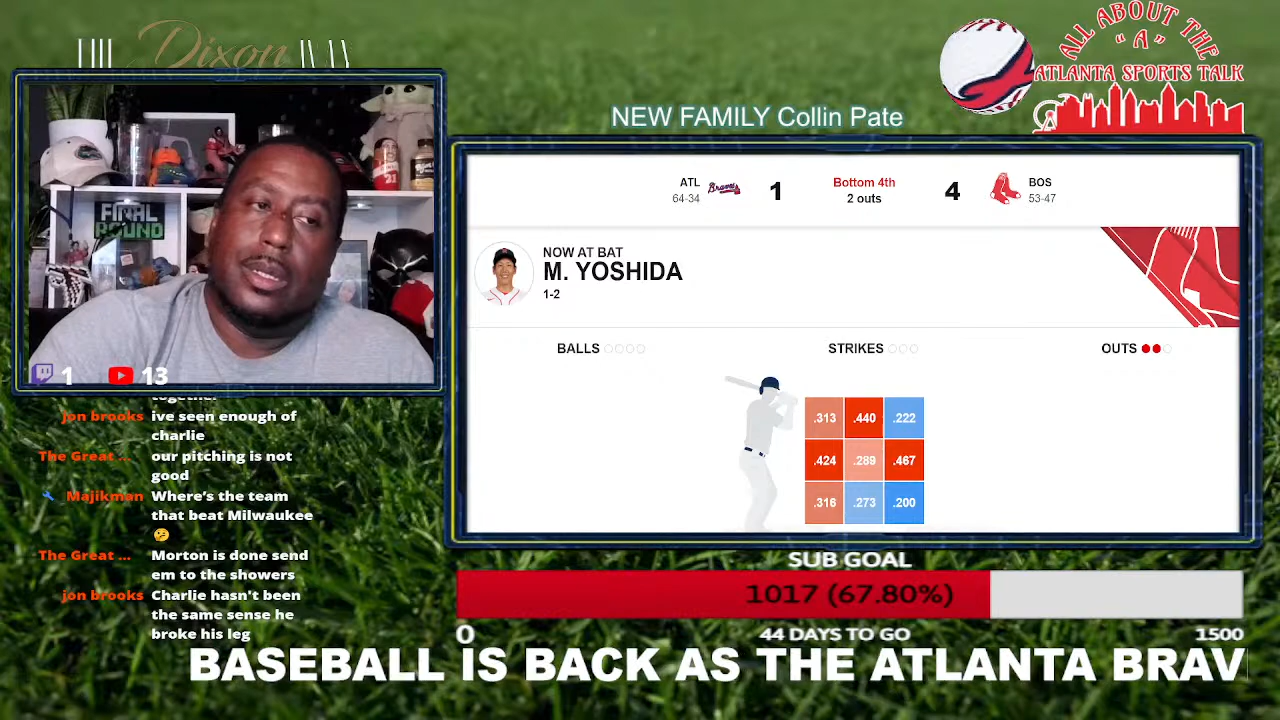 Dixon
ALL ABOUT THE
"A"
ATLANTA SPORTS TALK
NEW FAMILY Collin Pate
FINAL
ROUND
21
ATL
64-34
Braves
1
Bottom 4th
2 outs
4
BOS
53-47
NOW AT BAT
M. YOSHIDA
1-2
BALLS
STRIKES
OUTS
.313 .440 .222
.424 .289 .467
.316 .273 .200
1
13
together
jon brooks ive seen enough of
charlie
The Great ... our pitching is not
good
Majikman Where's the team
that beat Milwaukee
🤔
The Great ... Morton is done send
em to the showers
jon brooks Charlie hasn't been
the same sense he
broke his leg
SUB GOAL
1017 (67.80%)
0
44 DAYS TO GO
1500
BASEBALL IS BACK AS THE ATLANTA BRAV